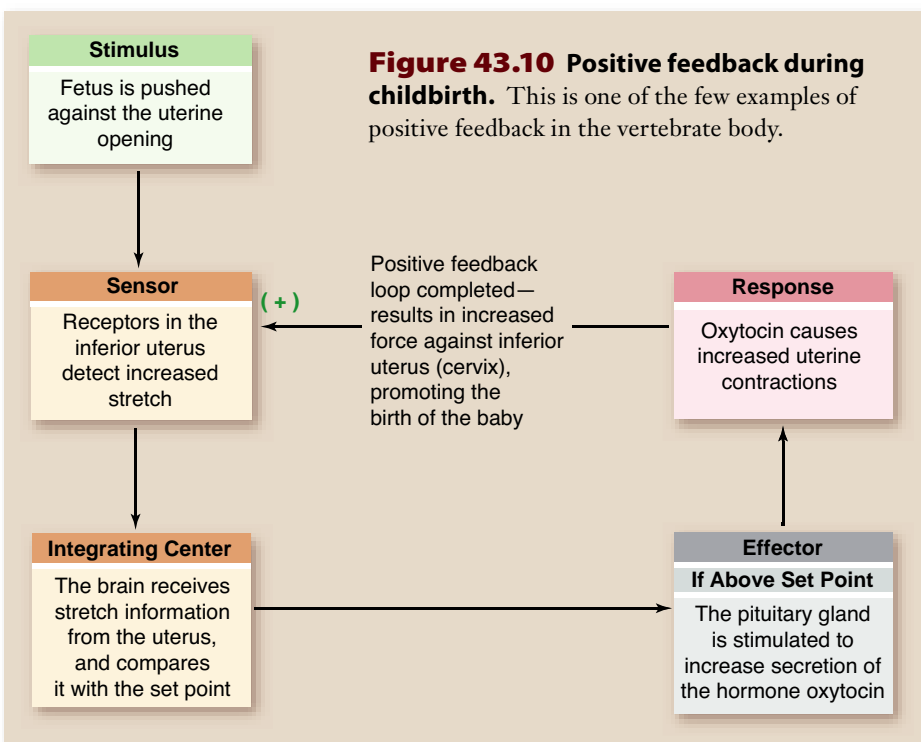 Stimulus
Fetus is pushed
against the uterine
opening
Figure 43.10 Positive feedback during
childbirth. This is one of the few examples of
positive feedback in the vertebrate body.
Sensor
Receptors in the
inferior uterus
detect increased
stretch
(+)
Positive feedback
loop completed—
results in increased
force against inferior
uterus (cervix),
promoting the
birth of the baby
Response
Oxytocin causes
increased uterine
contractions
Integrating Center
The brain receives
stretch information
from the uterus,
and compares
it with the set point
Effector
If Above Set Point
The pituitary gland
is stimulated to
increase secretion of
the hormone oxytocin